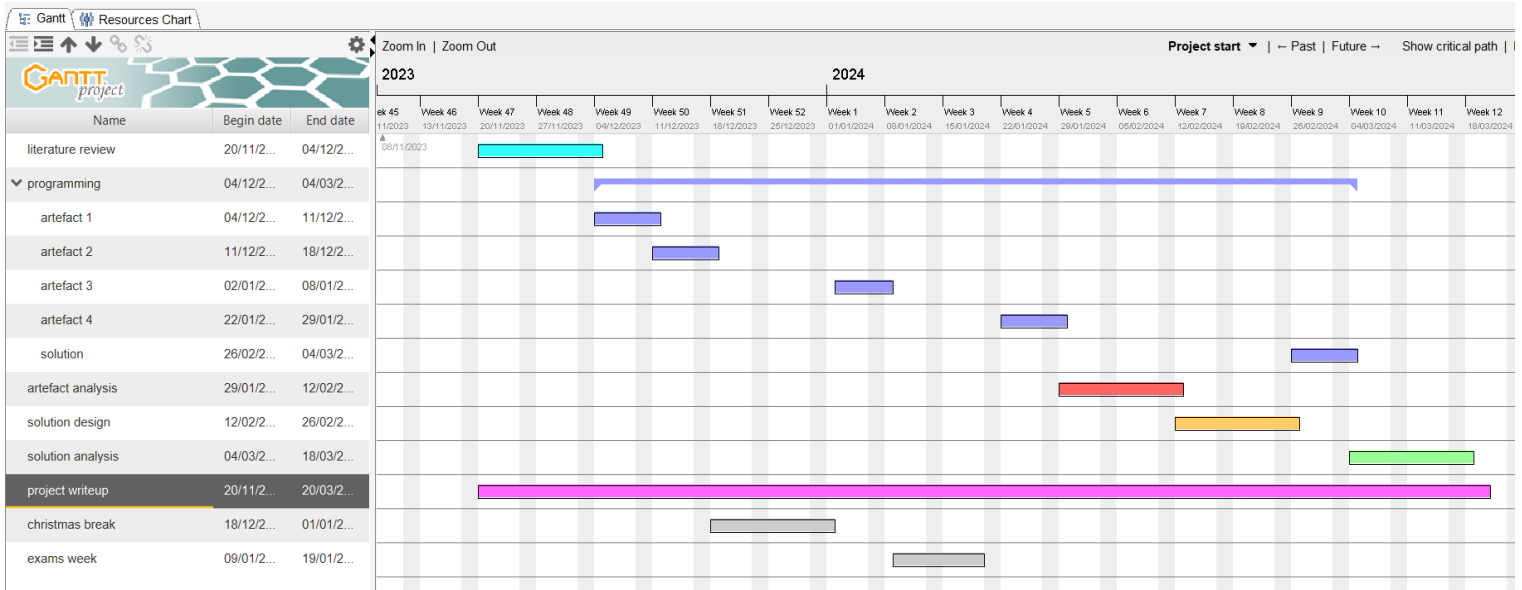 Gantt Resources Chart
Zoom In | Zoom Out Project start | ← Past | Future → Show critical path |
GANTT
project
2023 2024
Name Begin date End date
ek 45 Week 46 Week 47 Week 48 Week 49 Week 50 Week 51 Week 52 Week 1 Week 2 Week 3 Week 4 Week 5 Week 6 Week 7 Week 8 Week 9 Week 10 Week 11 Week 12
11/2023 13/11/2023 20/11/2023 27/11/2023 04/12/2023 11/12/2023 18/12/2023 25/12/2023 01/01/2024 08/01/2024 15/01/2024 22/01/2024 29/01/2024 05/02/2024 12/02/2024 19/02/2024 26/02/2024 04/03/2024 11/03/2024 18/03/2024
08/11/2023
literature review 20/11/2... 04/12/2...
programming 04/12/2... 04/03/2...
artefact 1 04/12/2... 11/12/2...
artefact 2 11/12/2... 18/12/2...
artefact 3 02/01/2... 08/01/2...
artefact 4 22/01/2... 29/01/2...
solution 26/02/2... 04/03/2...
artefact analysis 29/01/2... 12/02/2...
solution design 12/02/2... 26/02/2...
solution analysis 04/03/2... 18/03/2...
project writeup 20/11/2... 20/03/2...
christmas break 18/12/2... 01/01/2...
exams week 09/01/2... 19/01/2...